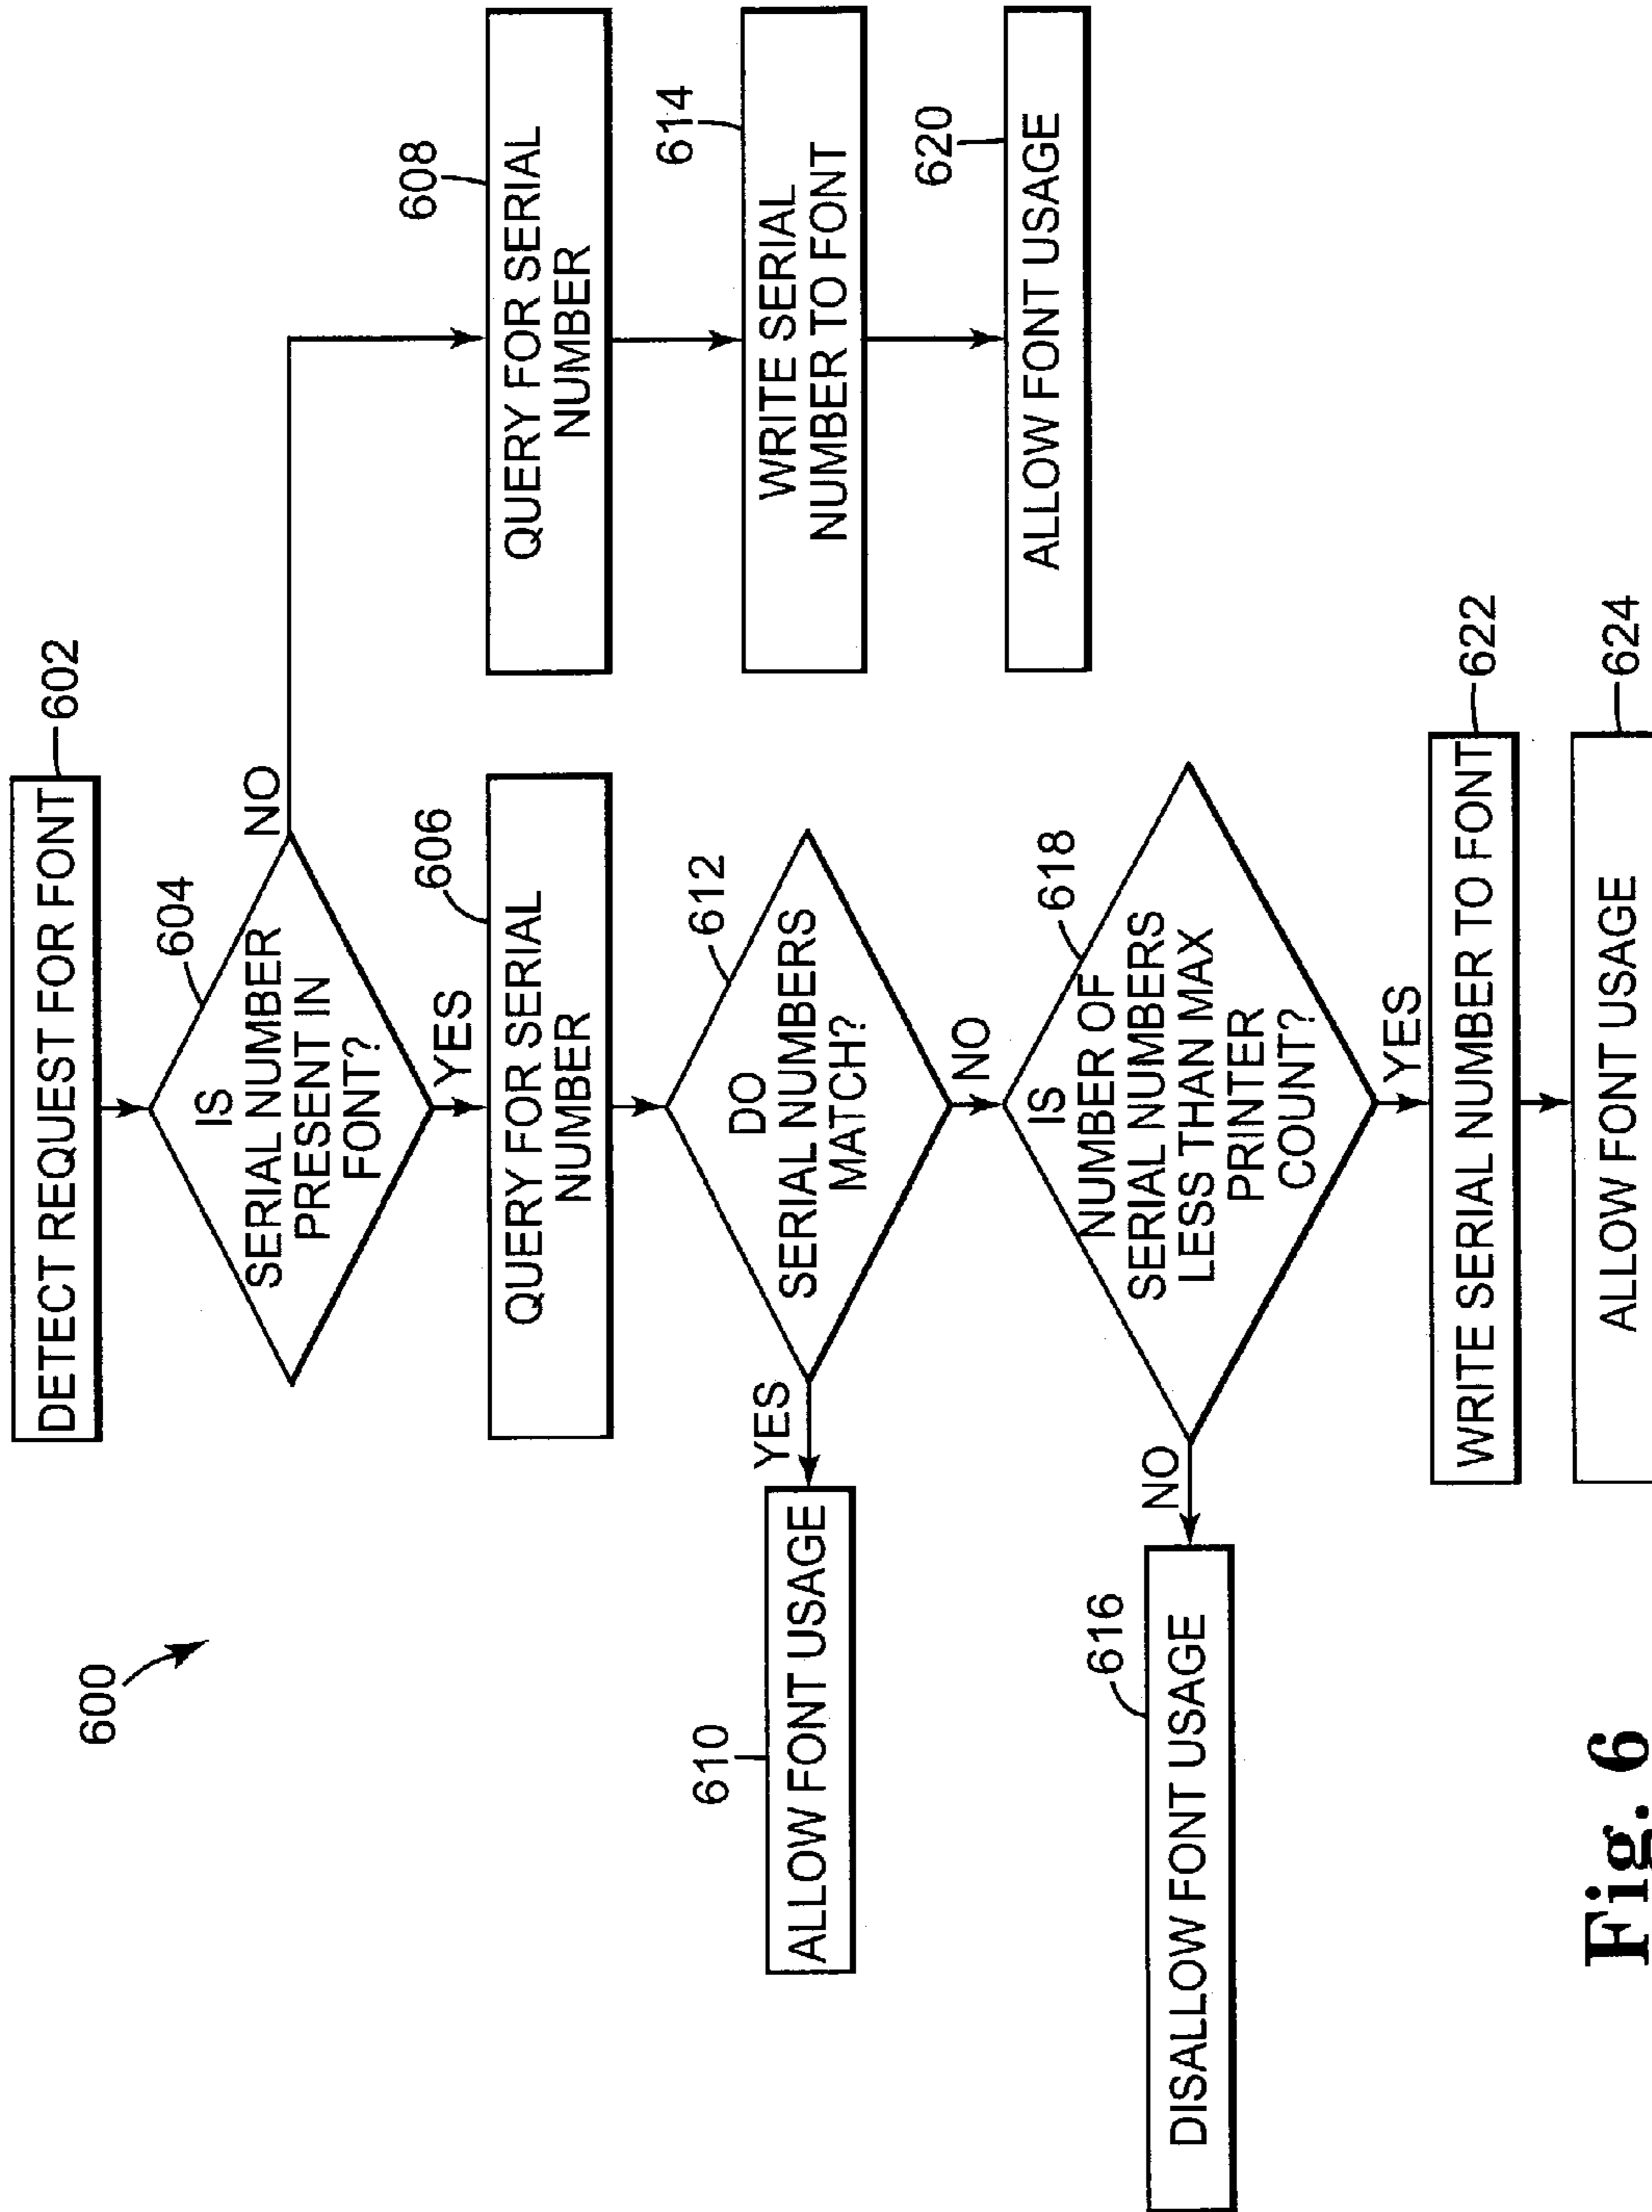 600
DETECT REQUEST FOR FONT
602
604
IS
SERIAL NUMBER
PRESENT IN
FONT?
NO
YES
606
QUERY FOR SERIAL
NUMBER
608
QUERY FOR SERIAL
NUMBER
610
ALLOW FONT USAGE
YES
612
DO
SERIAL NUMBERS
MATCH?
NO
614
WRITE SERIAL
NUMBER TO FONT
616
DISALLOW FONT USAGE
NO
618
IS
NUMBER OF
SERIAL NUMBERS
LESS THAN MAX
PRINTER
COUNT?
YES
620
ALLOW FONT USAGE
WRITE SERIAL NUMBER TO FONT
622
ALLOW FONT USAGE
624
Fig. 6